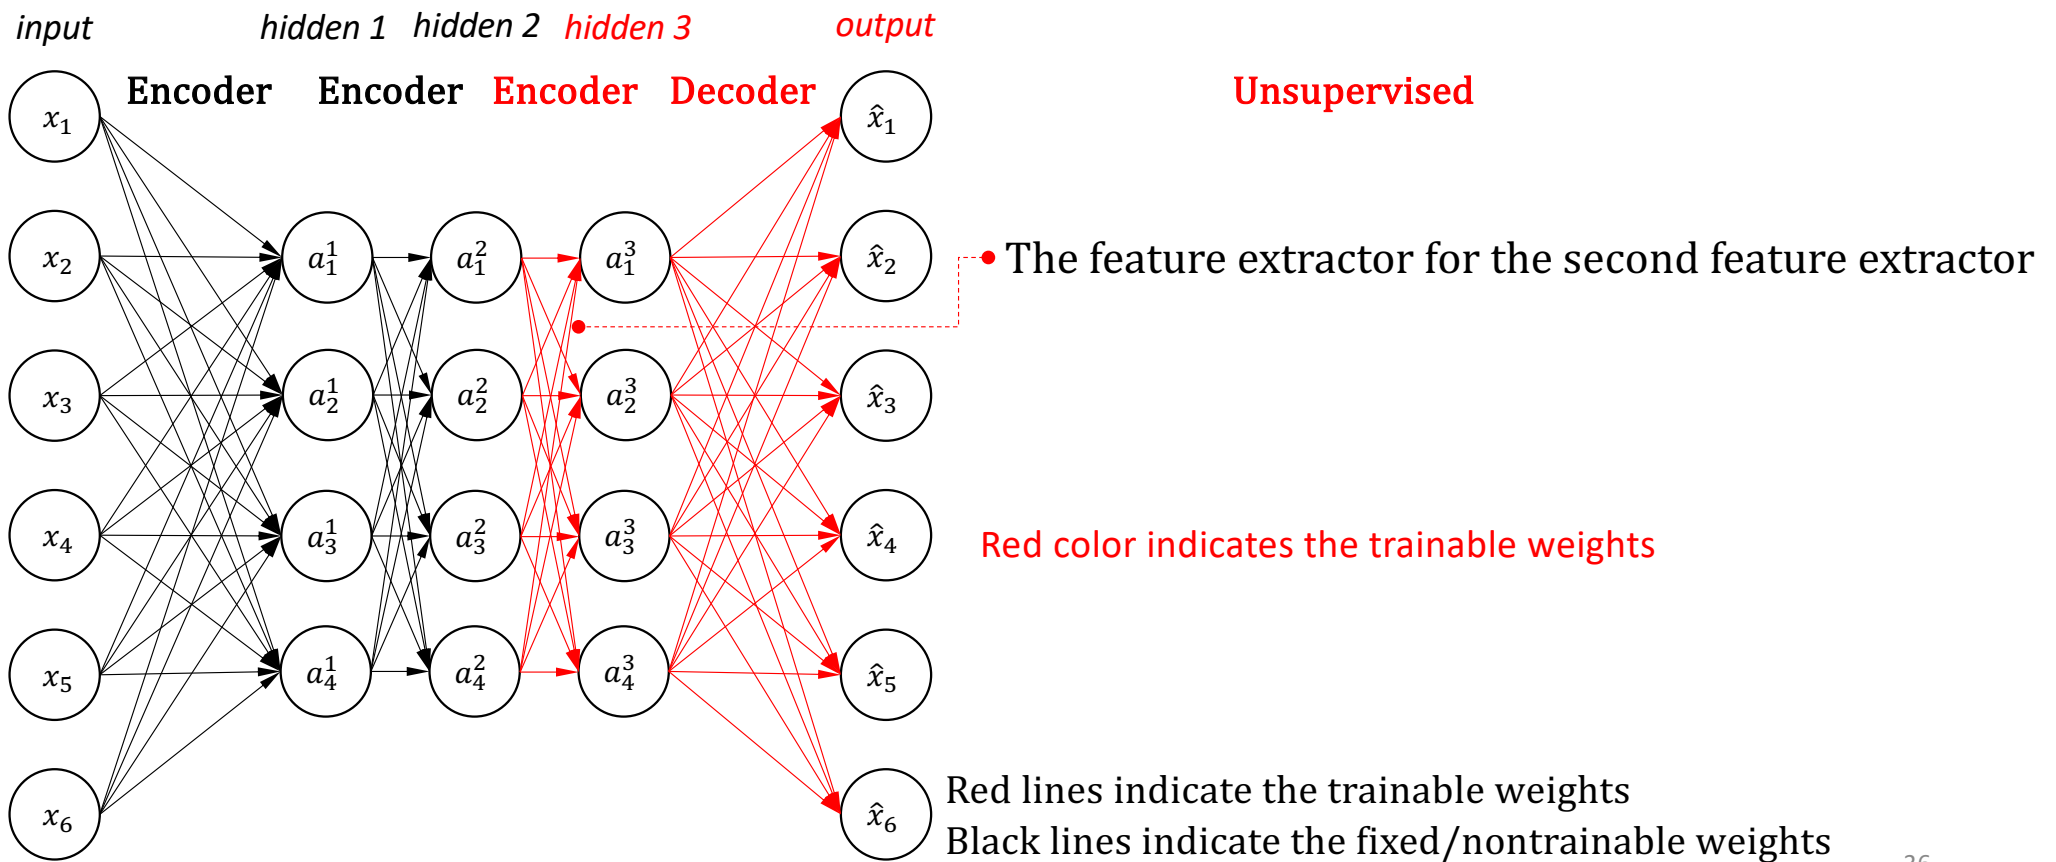 input hidden 1 hidden 2 hidden 3 output
Encoder Encoder Encoder Decoder Unsupervised
x₁ x̂₁
x₂ a₁¹ a₁² a₁³ x̂₂ The feature extractor for the second feature extractor
x₃ a₂¹ a₂² a₂³ x̂₃
x₄ a₃¹ a₃² a₃³ x̂₄ Red color indicates the trainable weights
x₅ a₄¹ a₄² a₄³ x̂₅
x₆ x̂₆
Red lines indicate the trainable weights
Black lines indicate the fixed/nontrainable weights